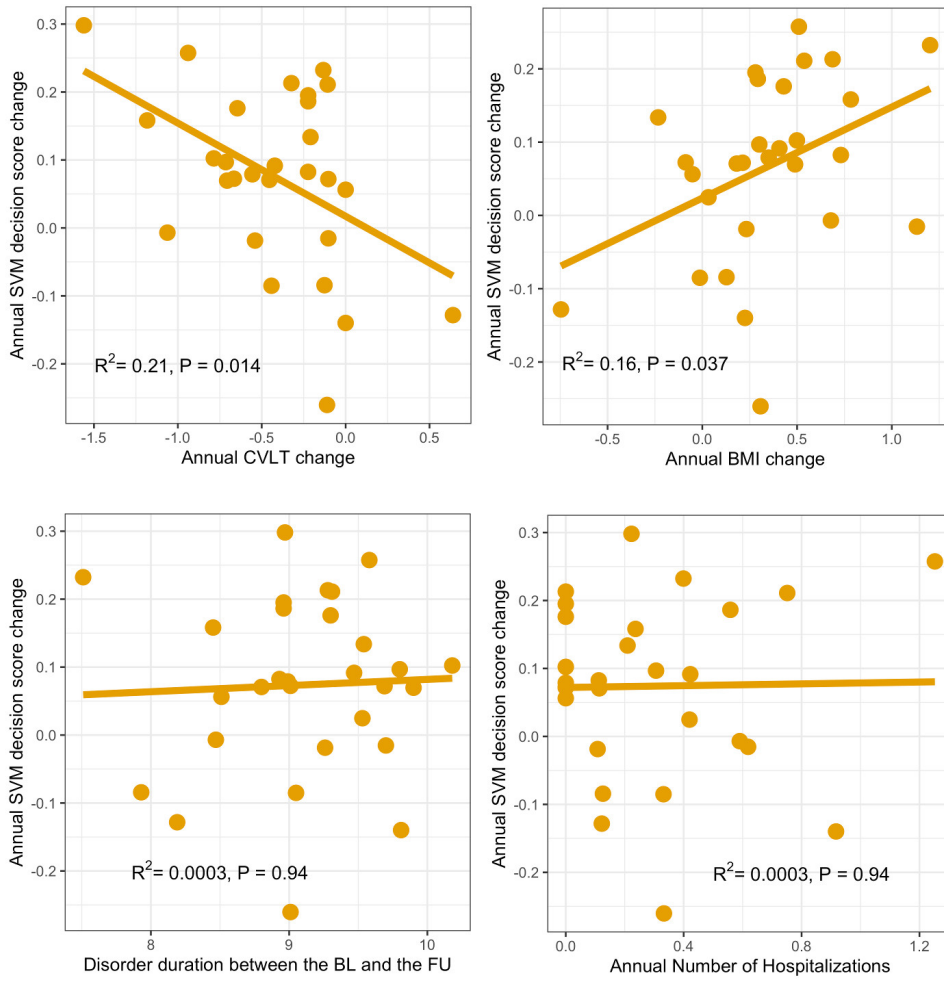 Annual SVM decision score change
0.3
0.2
0.1
0.0
-0.1
-0.2
R²= 0.21, P = 0.014
-1.5 -1.0 -0.5 0.0 0.5
Annual CVLT change
Annual SVM decision score change
0.2
0.1
0.0
-0.1
-0.2
R²= 0.16, P = 0.037
-0.5 0.0 0.5 1.0
Annual BMI change
Annual SVM decision score change
0.3
0.2
0.1
0.0
-0.1
-0.2
R²= 0.0003, P = 0.94
8 9 10
Disorder duration between the BL and the FU
Annual SVM decision score change
0.3
0.2
0.1
0.0
-0.1
-0.2
R²= 0.0003, P = 0.94
0.0 0.4 0.8 1.2
Annual Number of Hospitalizations